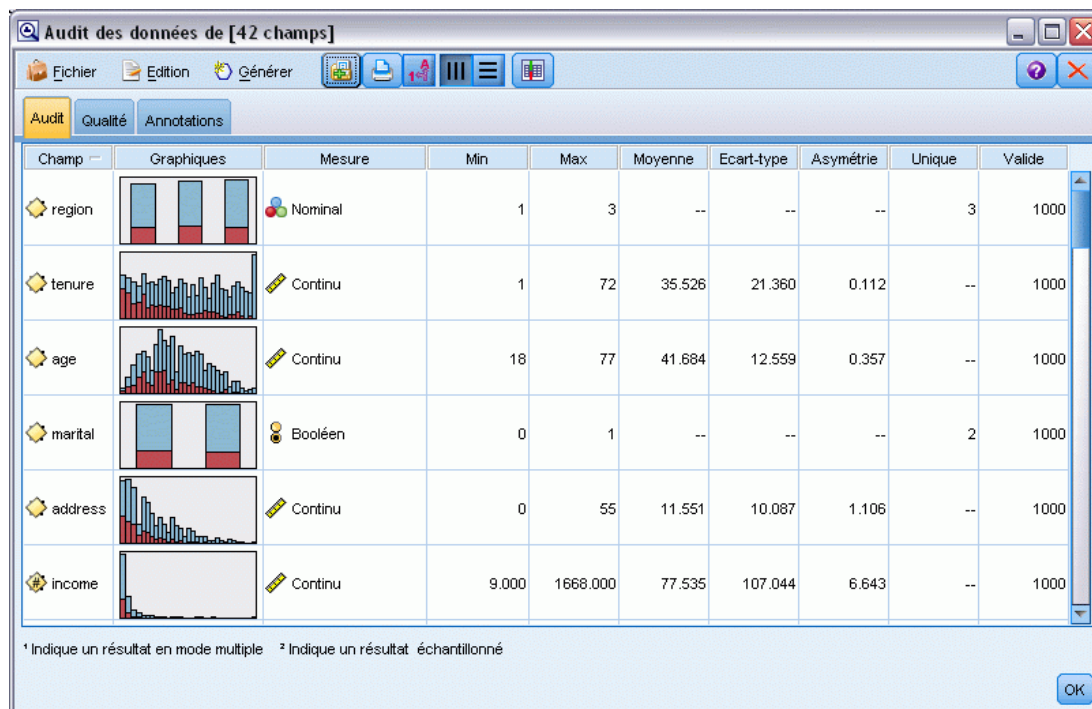 Audit des données de [42 champs]
Fichier Edition Générer
Audit Qualité Annotations
Champ Graphiques Mesure Min Max Moyenne Ecart-type Asymétrie Unique Valide
region Nominal 1 3 -- -- -- 3 1000
tenure Continu 1 72 35.526 21.360 0.112 -- 1000
age Continu 18 77 41.684 12.559 0.357 -- 1000
marital Booléen 0 1 -- -- -- 2 1000
address Continu 0 55 11.551 10.087 1.106 -- 1000
income Continu 9.000 1668.000 77.535 107.044 6.643 -- 1000
¹ Indique un résultat en mode multiple ² Indique un résultat échantillonné
OK